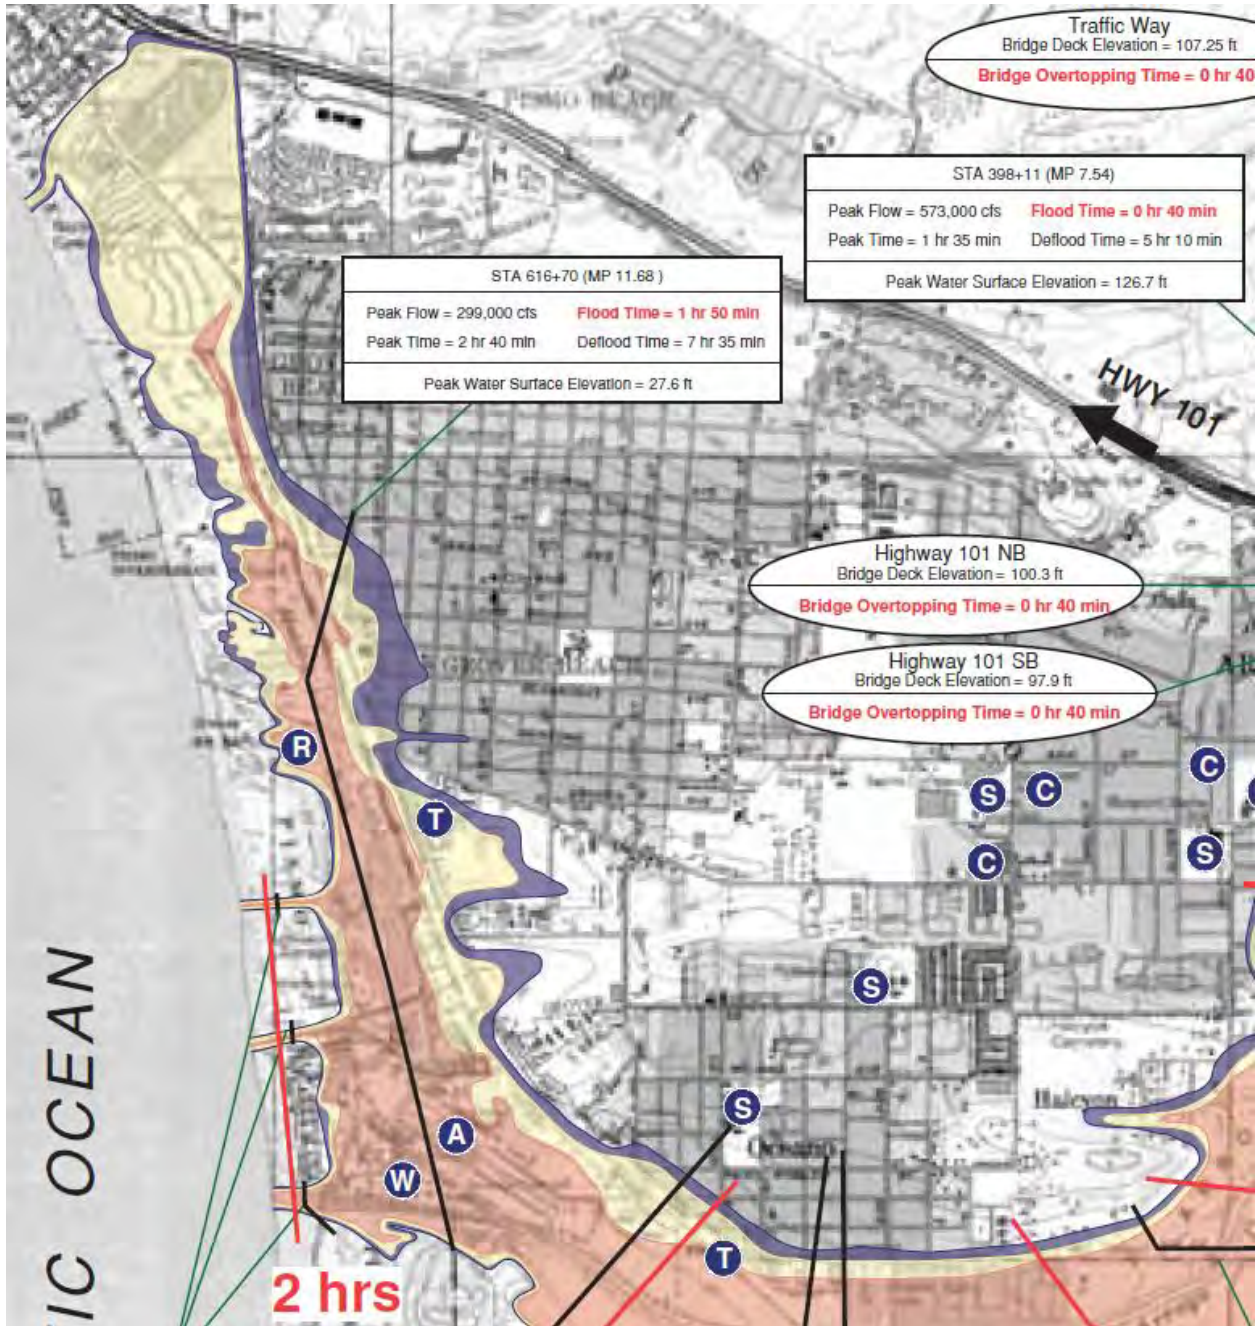 Traffic Way
Bridge Deck Elevation = 107.25 ft
Bridge Overtopping Time = 0 hr 40
PISMO BEACH
STA 398+11 (MP 7.54)
Peak Flow = 573,000 cfs
Flood Time = 0 hr 40 min
Peak Time = 1 hr 35 min
Deflood Time = 5 hr 10 min
Peak Water Surface Elevation = 126.7 ft
STA 616+70 (MP 11.68 )
Peak Flow = 299,000 cfs
Flood Time = 1 hr 50 min
Peak Time = 2 hr 40 min
Deflood Time = 7 hr 35 min
Peak Water Surface Elevation = 27.6 ft
HWY 101
Highway 101 NB
Bridge Deck Elevation = 100.3 ft
Bridge Overtopping Time = 0 hr 40 min
Highway 101 SB
Bridge Deck Elevation = 97.9 ft
Bridge Overtopping Time = 0 hr 40 min
GROVER BEACH
R
T
S
C
C
C
S
S
S
A
W
T
Halcyon
Oceano
IC OCEAN
2 hrs